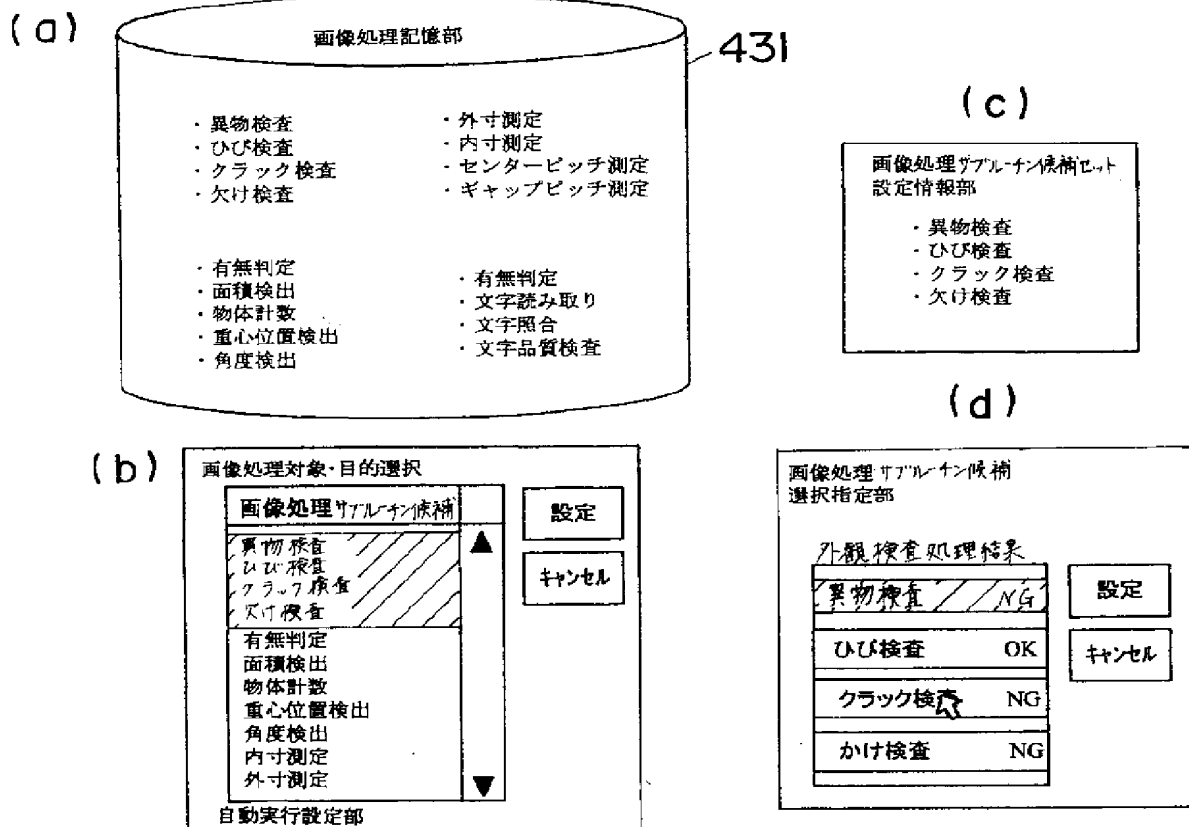 (a)
画像処理記憶部
431
・異物検査
・ひび検査
・クラック検査
・欠け検査
・外寸測定
・内寸測定
・センターピッチ測定
・ギャップピッチ測定
・有無判定
・面積検出
・物体計数
・重心位置検出
・角度検出
・有無判定
・文字読み取り
・文字照合
・文字品質検査
(b)
画像処理対象・目的選択
画像処理サブルーチン候補
異物検査
ひび検査
クラック検査
欠け検査
有無判定
面積検出
物体計数
重心位置検出
角度検出
内寸測定
外寸測定
設定
キャンセル
自動実行設定部
(c)
画像処理サブルーチン候補セット
設定情報部
・異物検査
・ひび検査
・クラック検査
・欠け検査
(d)
画像処理サブルーチン候補
選択指定部
外観検査処理結果
異物検査 NG
ひび検査 OK
クラック検査 NG
かけ検査 NG
設定
キャンセル